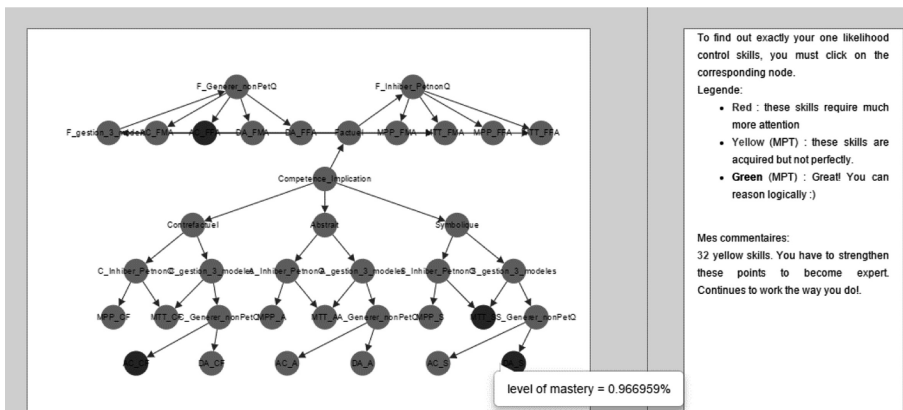 To find out exactly your one likelihood
control skills, you must click on the
corresponding node.
Legende:
• Red : these skills require much
more attention
• Yellow (MPT) : these skills are
acquired but not perfectly.
• Green (MPT) : Great! You can
reason logically :)
Mes commentaires:
32 yellow skills. You have to strengthen
these points to become expert.
Continues to work the way you do!.
F_Generer_nonPetQ F_Inhiber_PetnonQ
F_gestion_3_modeles AC_FMA AC_FFA DA_FMA DA_FFA Factuel MPP_FMA MTT_FMA MPP_FFA MTT_FFA
Competence_Implication
Contrefactuel Abstrait Symbolique
C_Inhiber_PetnonQ C_gestion_3_modeles A_Inhiber_PetnonQ A_gestion_3_modeles S_Inhiber_PetnonQ S_gestion_3_modeles
MPP_CF MTT_CF C_Generer_nonPetQ MPP_A MTT_A A_Generer_nonPetQ MPP_S MTT_S S_Generer_nonPetQ
AC_CF DA_CF AC_A DA_A AC_S DA_S
level of mastery = 0.966959%